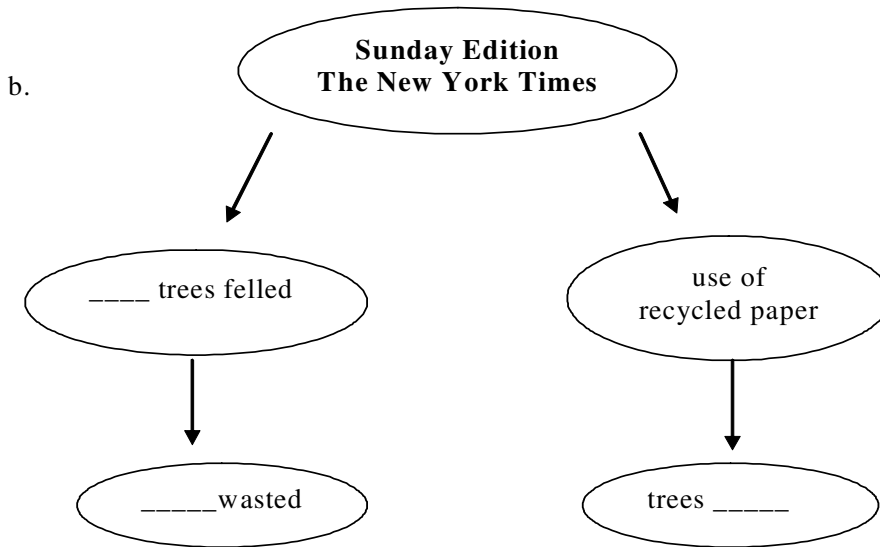 Sunday Edition
The New York Times
b.
____ trees felled
use of
recycled paper
_____wasted
trees _____